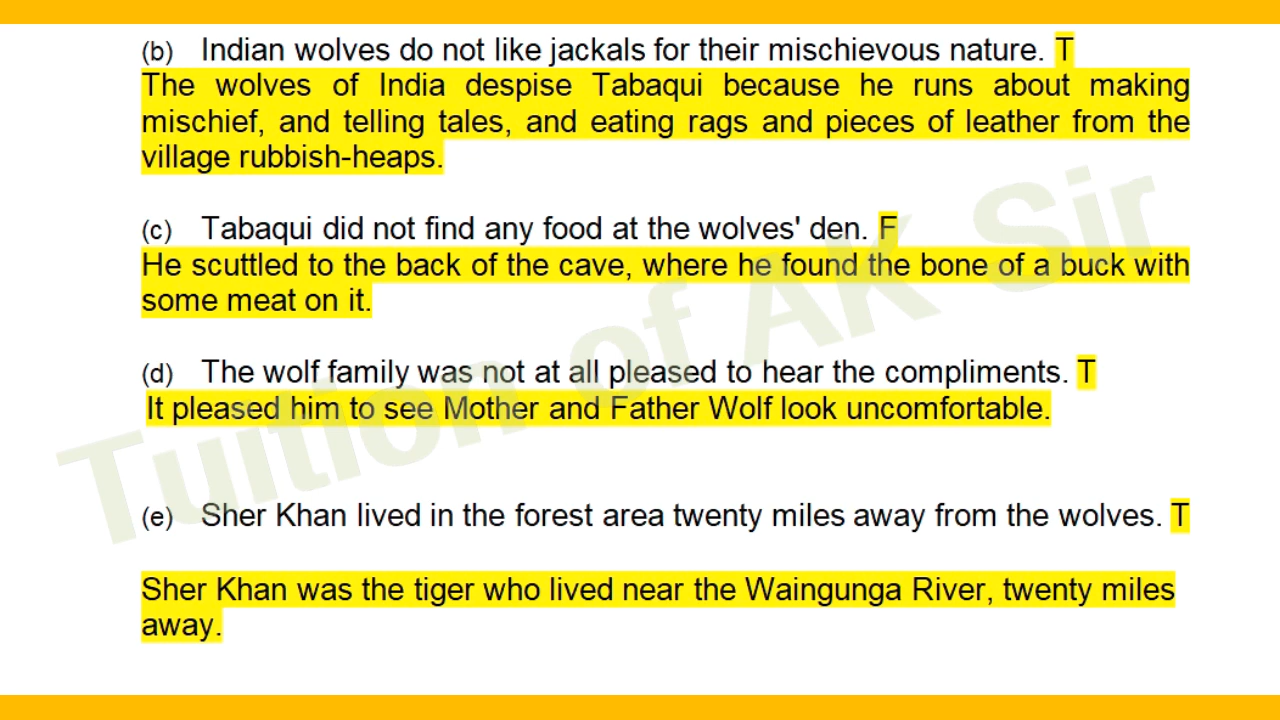 (b) Indian wolves do not like jackals for their mischievous nature. T
The wolves of India despise Tabaqui because he runs about making
mischief, and telling tales, and eating rags and pieces of leather from the
village rubbish-heaps.
(c) Tabaqui did not find any food at the wolves' den. F
He scuttled to the back of the cave, where he found the bone of a buck with
some meat on it.
(d) The wolf family was not at all pleased to hear the compliments. T
It pleased him to see Mother and Father Wolf look uncomfortable.
(e) Sher Khan lived in the forest area twenty miles away from the wolves. T
Sher Khan was the tiger who lived near the Waingunga River, twenty miles
away.
Tuition of AK Sir